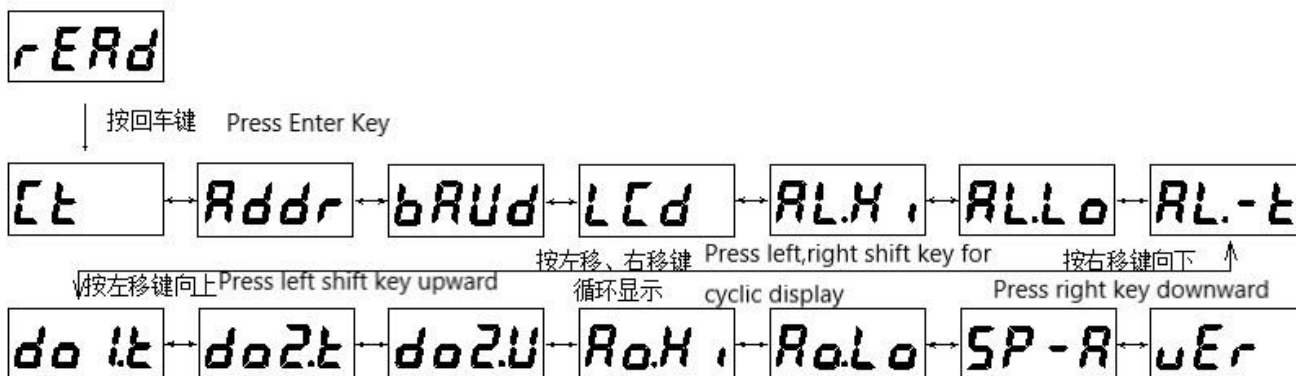 rEAd
按回车键 Press Enter Key
Ct Addr bAUd LCd AL.Hi AL.Lo AL.-t
按左移、右移键 Press left,right shift key for 按右移键向下
按左移键向上 Press left shift key upward 循环显示 cyclic display Press right key downward
do1.t do2.t do2.U Ao.Hi Ao.Lo SP-A vEr